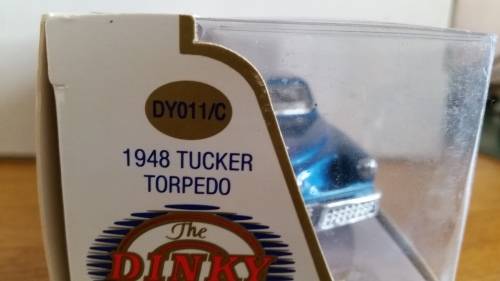 DY011/C
1948 TUCKER
TORPEDO
The
DINKY